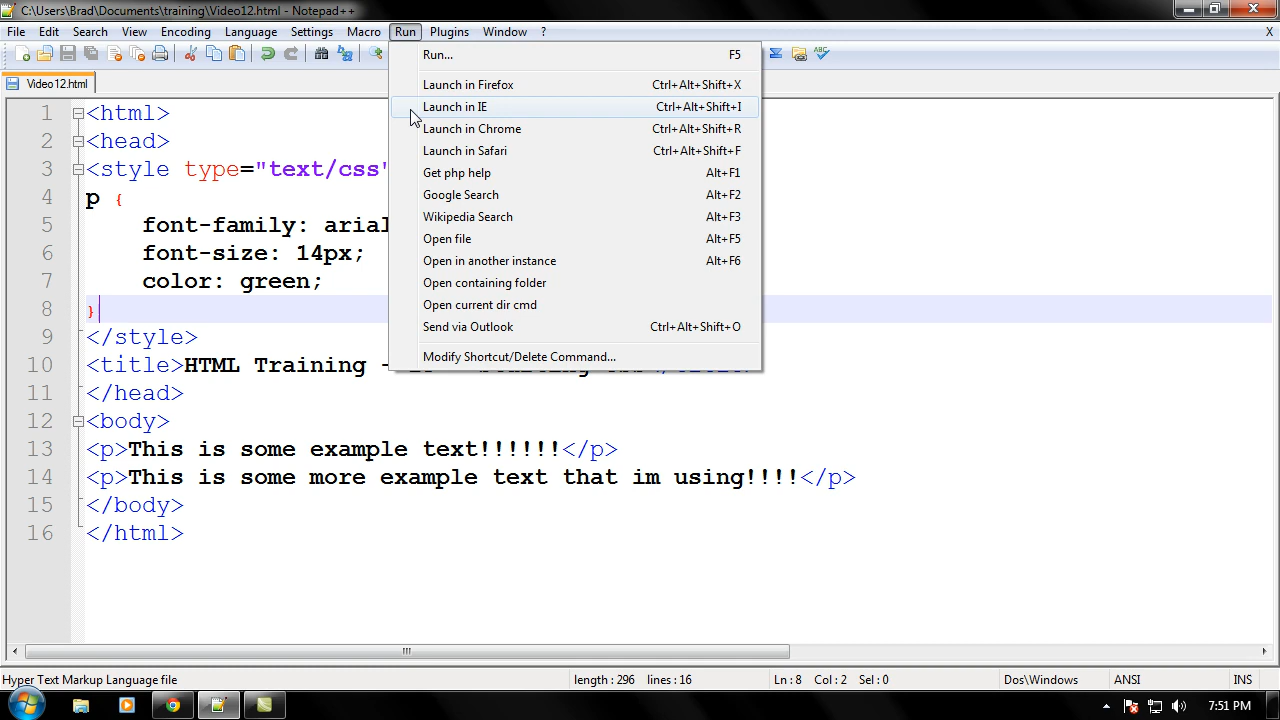 C:\Users\Brad\Documents\training\Video12.html - Notepad++
File Edit Search View Encoding Language Settings Macro Run Plugins Window ? X
Video12.html
Run... F5
Launch in Firefox Ctrl+Alt+Shift+X
Launch in IE Ctrl+Alt+Shift+I
Launch in Chrome Ctrl+Alt+Shift+R
Launch in Safari Ctrl+Alt+Shift+F
Get php help Alt+F1
Google Search Alt+F2
Wikipedia Search Alt+F3
Open file Alt+F5
Open in another instance Alt+F6
Open containing folder
Open current dir cmd
Send via Outlook Ctrl+Alt+Shift+O
Modify Shortcut/Delete Command...
1 <html>
2 <head>
3 <style type="text/css"
4 p {
5 font-family: arial
6 font-size: 14px;
7 color: green;
8 }
9 </style>
10 <title>HTML Training -
11 </head>
12 <body>
13 <p>This is some example text!!!!!!</p>
14 <p>This is some more example text that im using!!!!</p>
15 </body>
16 </html>
Hyper Text Markup Language file length : 296 lines : 16 Ln : 8 Col : 2 Sel : 0 Dos\Windows ANSI INS
7:51 PM